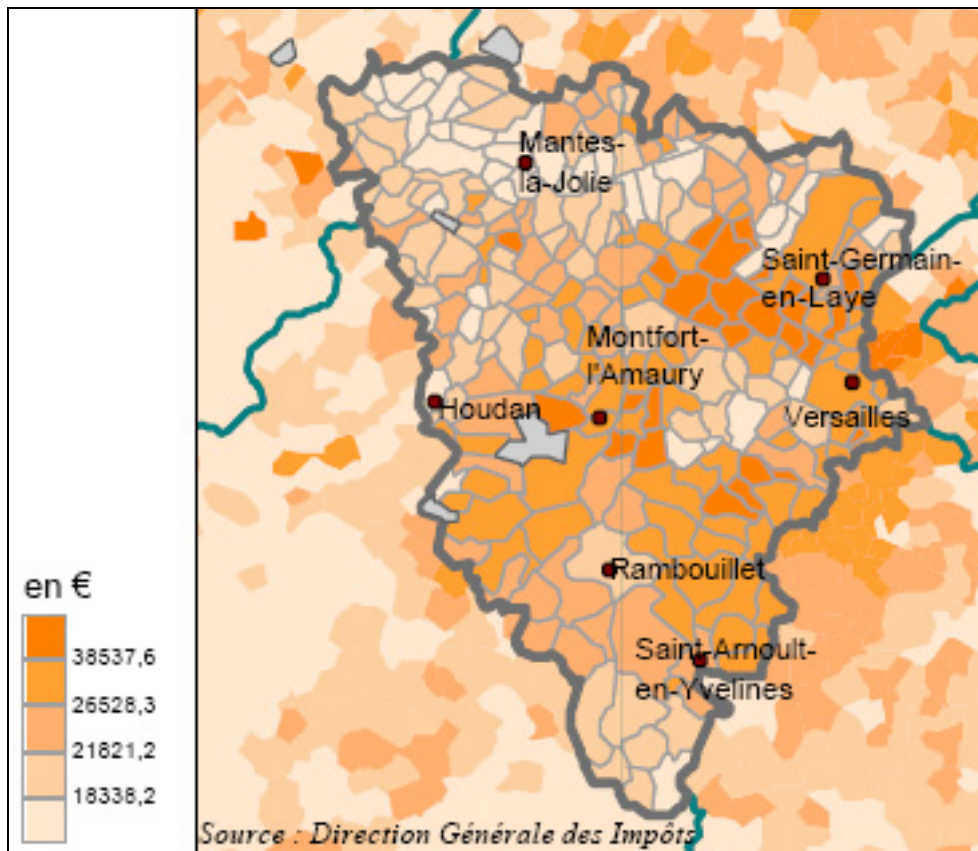 Mantes-
la-Jolie
Saint-Germain-
en-Laye
Montfort-
l'Amaury
Houdan
Versailles
Rambouillet
Saint-Arnoult-
en-Yvelines
en €
38537,6
26528,3
21821,2
18338,2
Source : Direction Générale des Impôts